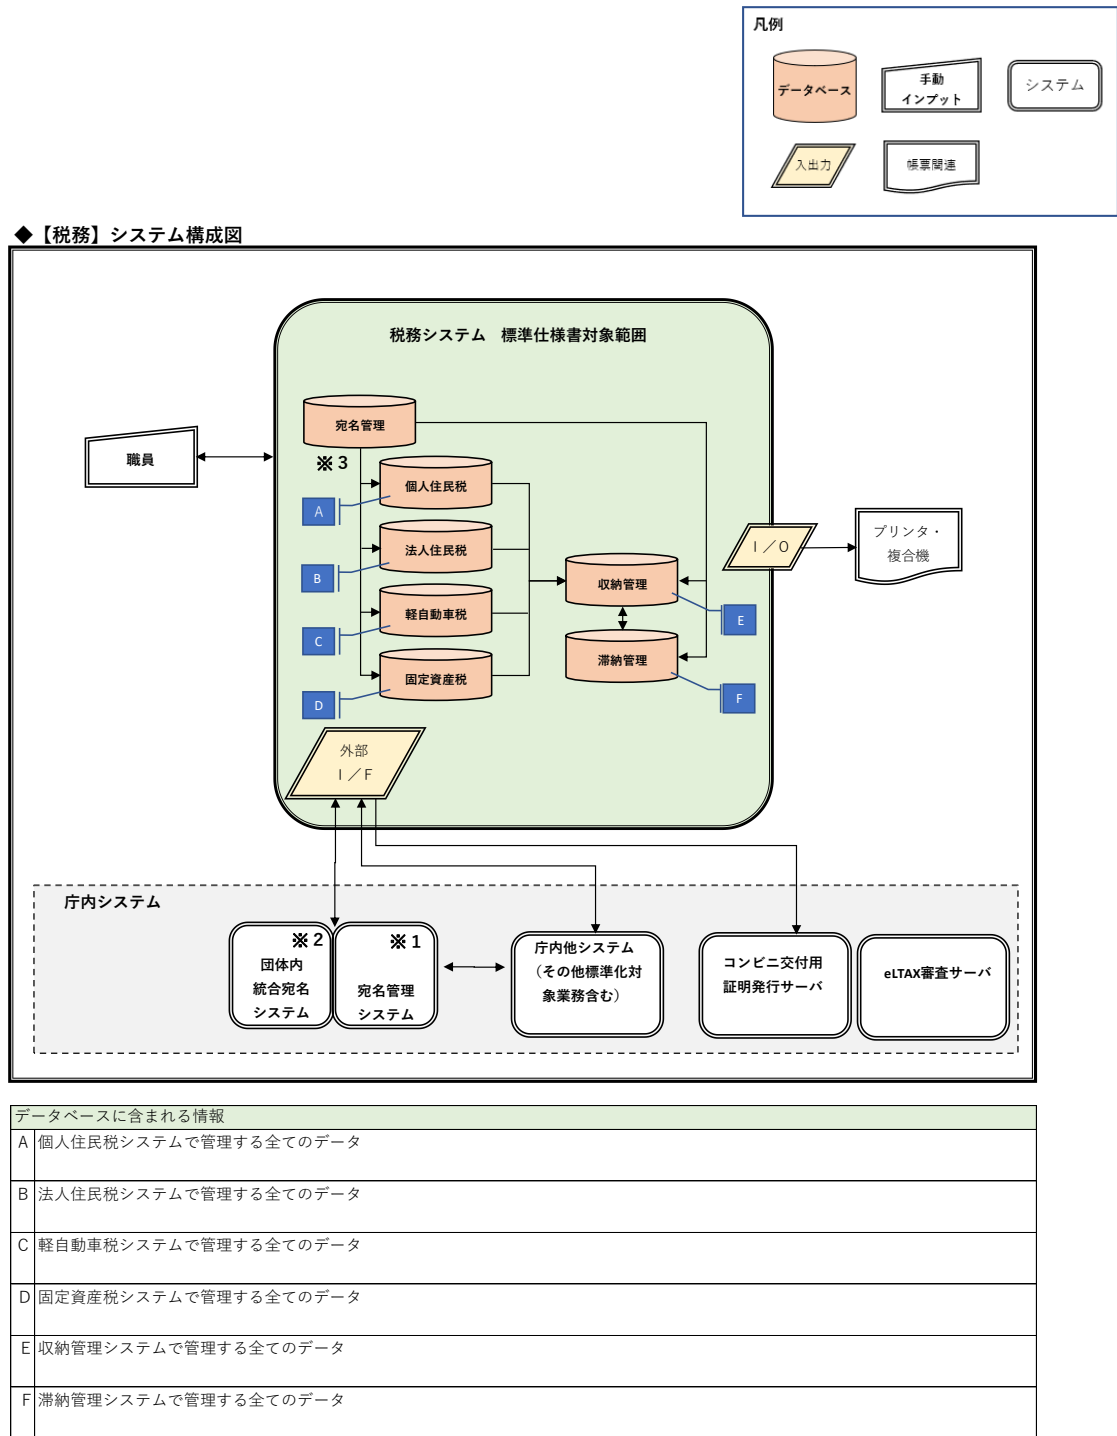 凡例
データベース
手動
インプット
システム
入出力
帳票関連
◆【税務】システム構成図
税務システム　標準仕様書対象範囲
宛名管理
※3
職員
個人住民税
A
法人住民税
B
軽自動車税
C
固定資産税
D
収納管理
E
滞納管理
F
I／O
プリンタ・
複合機
外部
I／F
庁内システム
※2
団体内
統合宛名
システム
※1
宛名管理
システム
庁内他システム
（その他標準化対
象業務含む）
コンビニ交付用
証明発行サーバ
eLTAX審査サーバ
データベースに含まれる情報
A 個人住民税システムで管理する全てのデータ
B 法人住民税システムで管理する全てのデータ
C 軽自動車税システムで管理する全てのデータ
D 固定資産税システムで管理する全てのデータ
E 収納管理システムで管理する全てのデータ
F 滞納管理システムで管理する全てのデータ